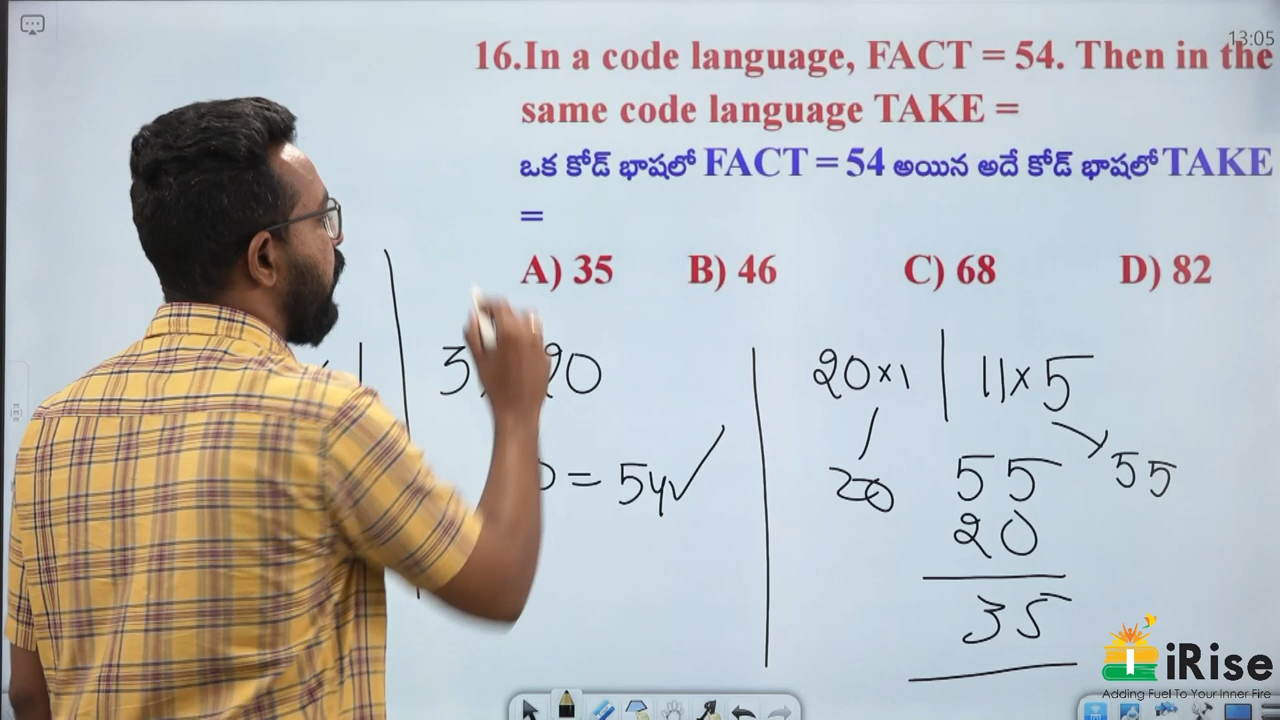 13:05
16.In a code language, FACT = 54. Then in the
same code language TAKE =
ఒక కోడ్ భాషలో FACT = 54 అయిన అదే కోడ్ భాషలో TAKE
=
A) 35 B) 46 C) 68 D) 82
20×1 11×5
= 54✓
20 55 55
20
35
iRise
Adding Fuel To Your Inner Fire